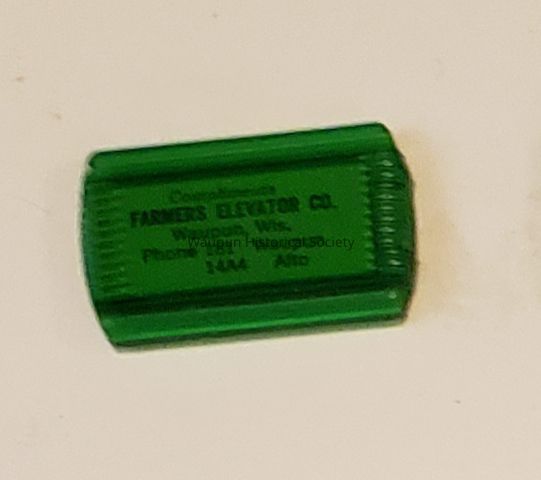 Compliments
FARMERS ELEVATOR CO.
Waupun, Wis.
Waupun Historical Society
Phone
14A4 Alto